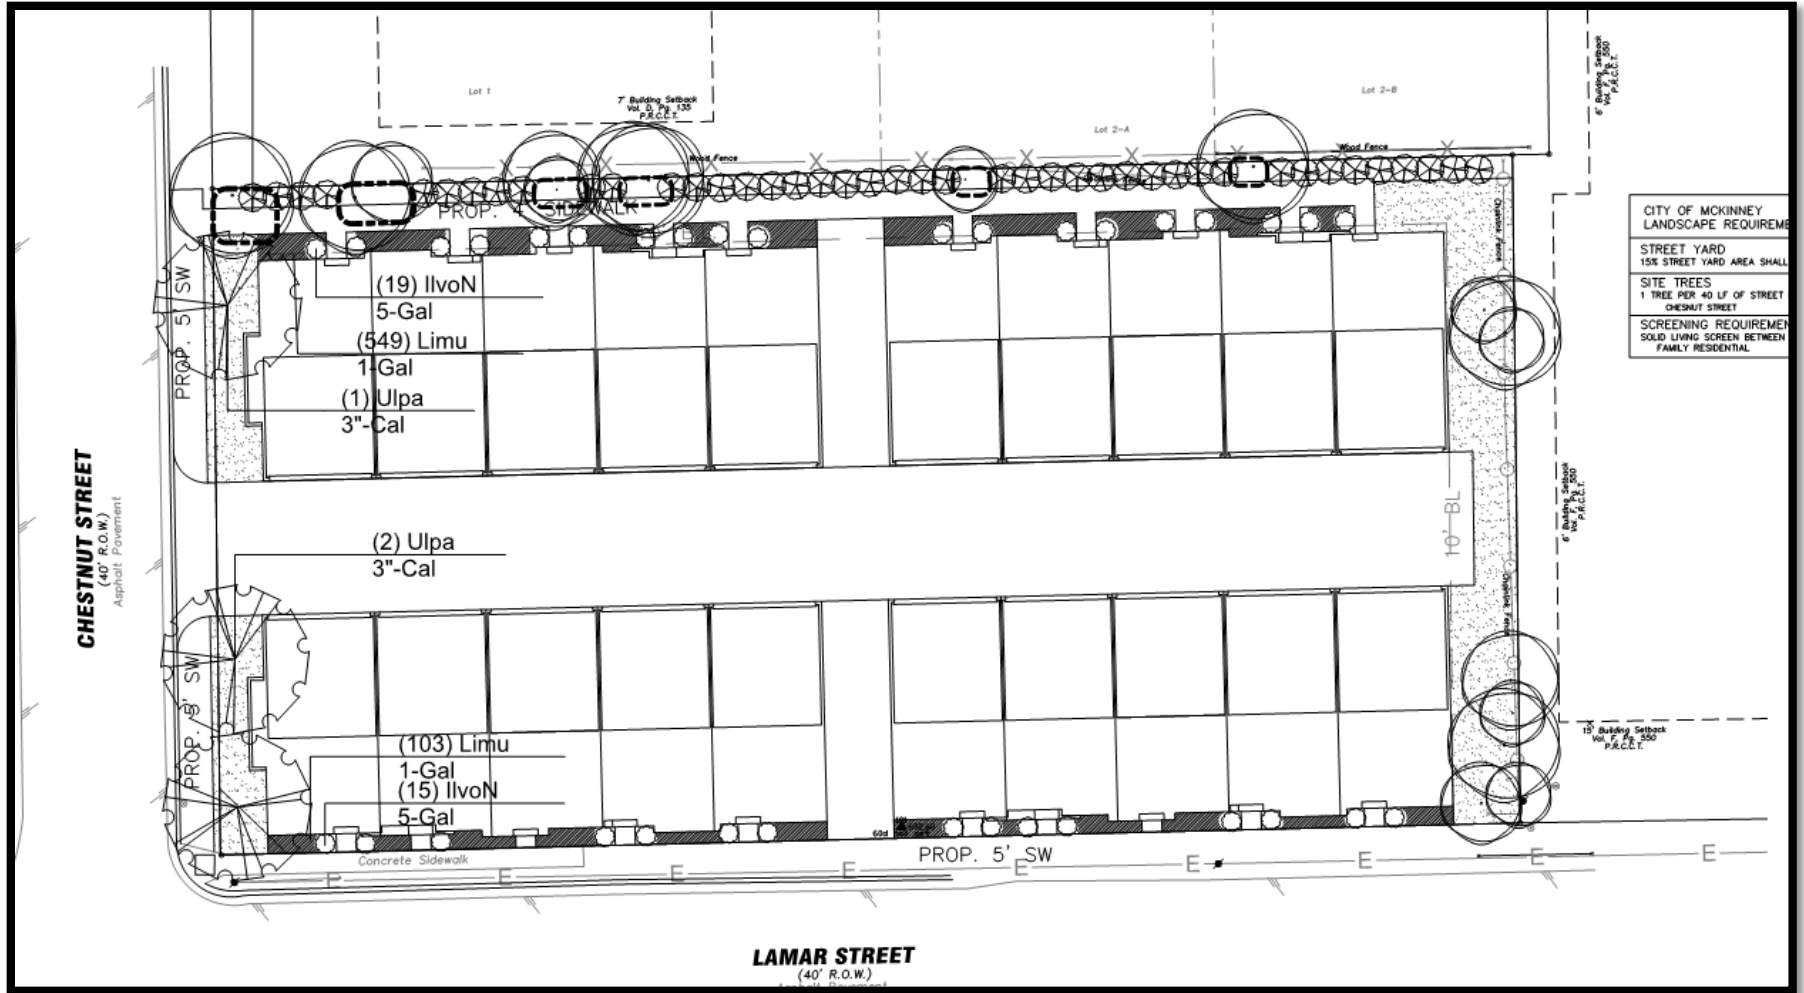 Lot 1
7' Building Setback
Vol. D, Pg. 135
P.R.C.C.T.
Lot 2-A
Lot 2-B
6' Building Setback
Vol. F, Pg. 550
P.R.C.C.T.
Wood Fence
Wood Fence
X X X X X X X X X
PROP. 4' SIDEWALK
CITY OF MCKINNEY
LANDSCAPE REQUIREME
STREET YARD
15% STREET YARD AREA SHALL
SITE TREES
1 TREE PER 40 LF OF STREET
CHESNUT STREET
SCREENING REQUIREMEN
SOLID LIVING SCREEN BETWEEN
FAMILY RESIDENTIAL
PROP. 5' SW
(19) IlvoN
5-Gal
(549) Limu
1-Gal
(1) Ulpa
3"-Cal
CHESTNUT STREET
(40' R.O.W.)
Asphalt Pavement
(2) Ulpa
3"-Cal
10' BL
6' Building Setback
Vol. F, Pg. 550
P.R.C.C.T.
PROP. 5' SW
(103) Limu
1-Gal
(15) IlvoN
5-Gal
15' Building Setback
Vol. F, Pg. 550
P.R.C.C.T.
Concrete Sidewalk
PROP. 5' SW
E E E E E E E E E
LAMAR STREET
(40' R.O.W.)